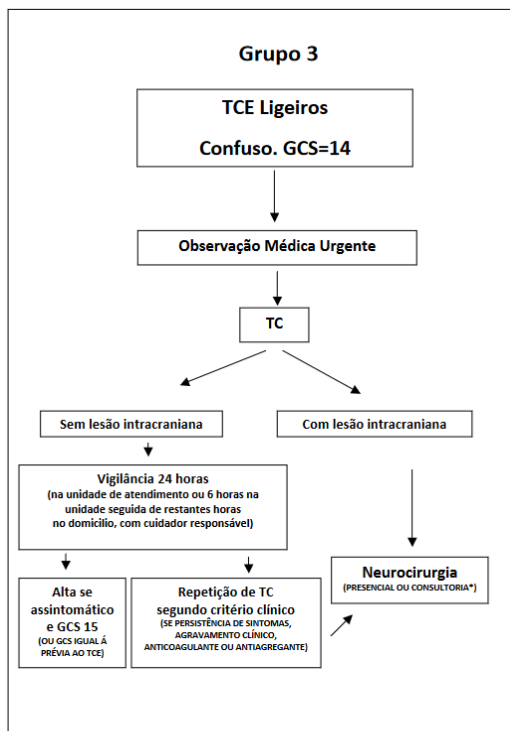 Grupo 3
TCE Ligeiros
Confuso. GCS=14
Observação Médica Urgente
TC
Sem lesão intracraniana
Com lesão intracraniana
Vigilância 24 horas
(na unidade de atendimento ou 6 horas na
unidade seguida de restantes horas
no domicilio, com cuidador responsável)
Alta se
assintomático
e GCS 15
(OU GCS IGUAL Á
PRÉVIA AO TCE)
Repetição de TC
segundo critério clínico
(SE PERSISTÊNCIA DE SINTOMAS,
AGRAVAMENTO CLÍNICO,
ANTICOAGULANTE OU ANTIAGREGANTE)
Neurocirurgia
(PRESENCIAL OU CONSULTORIA*)